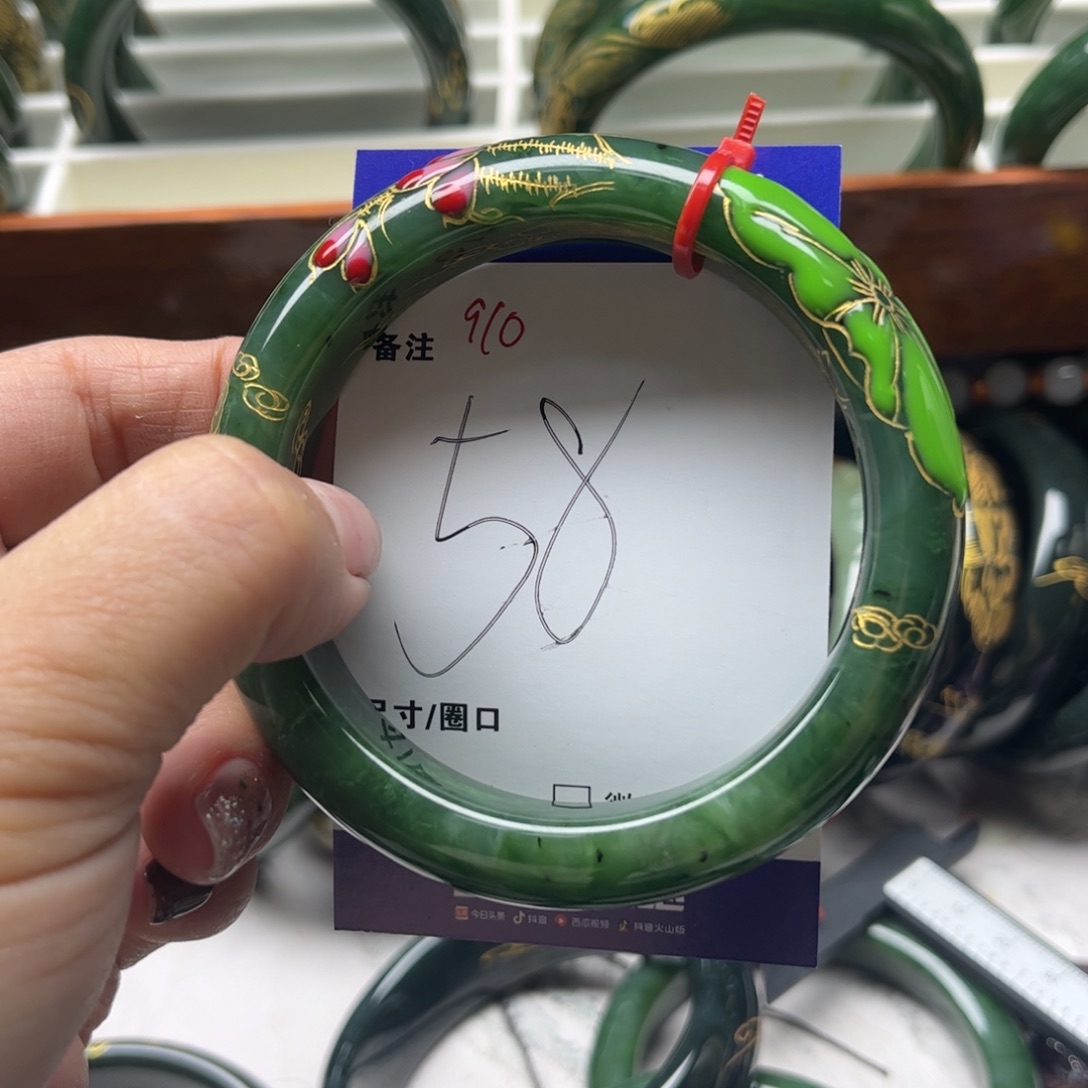 备注 910
58
尺寸/圈口
今日头条 抖音 西瓜视频 抖音火山版